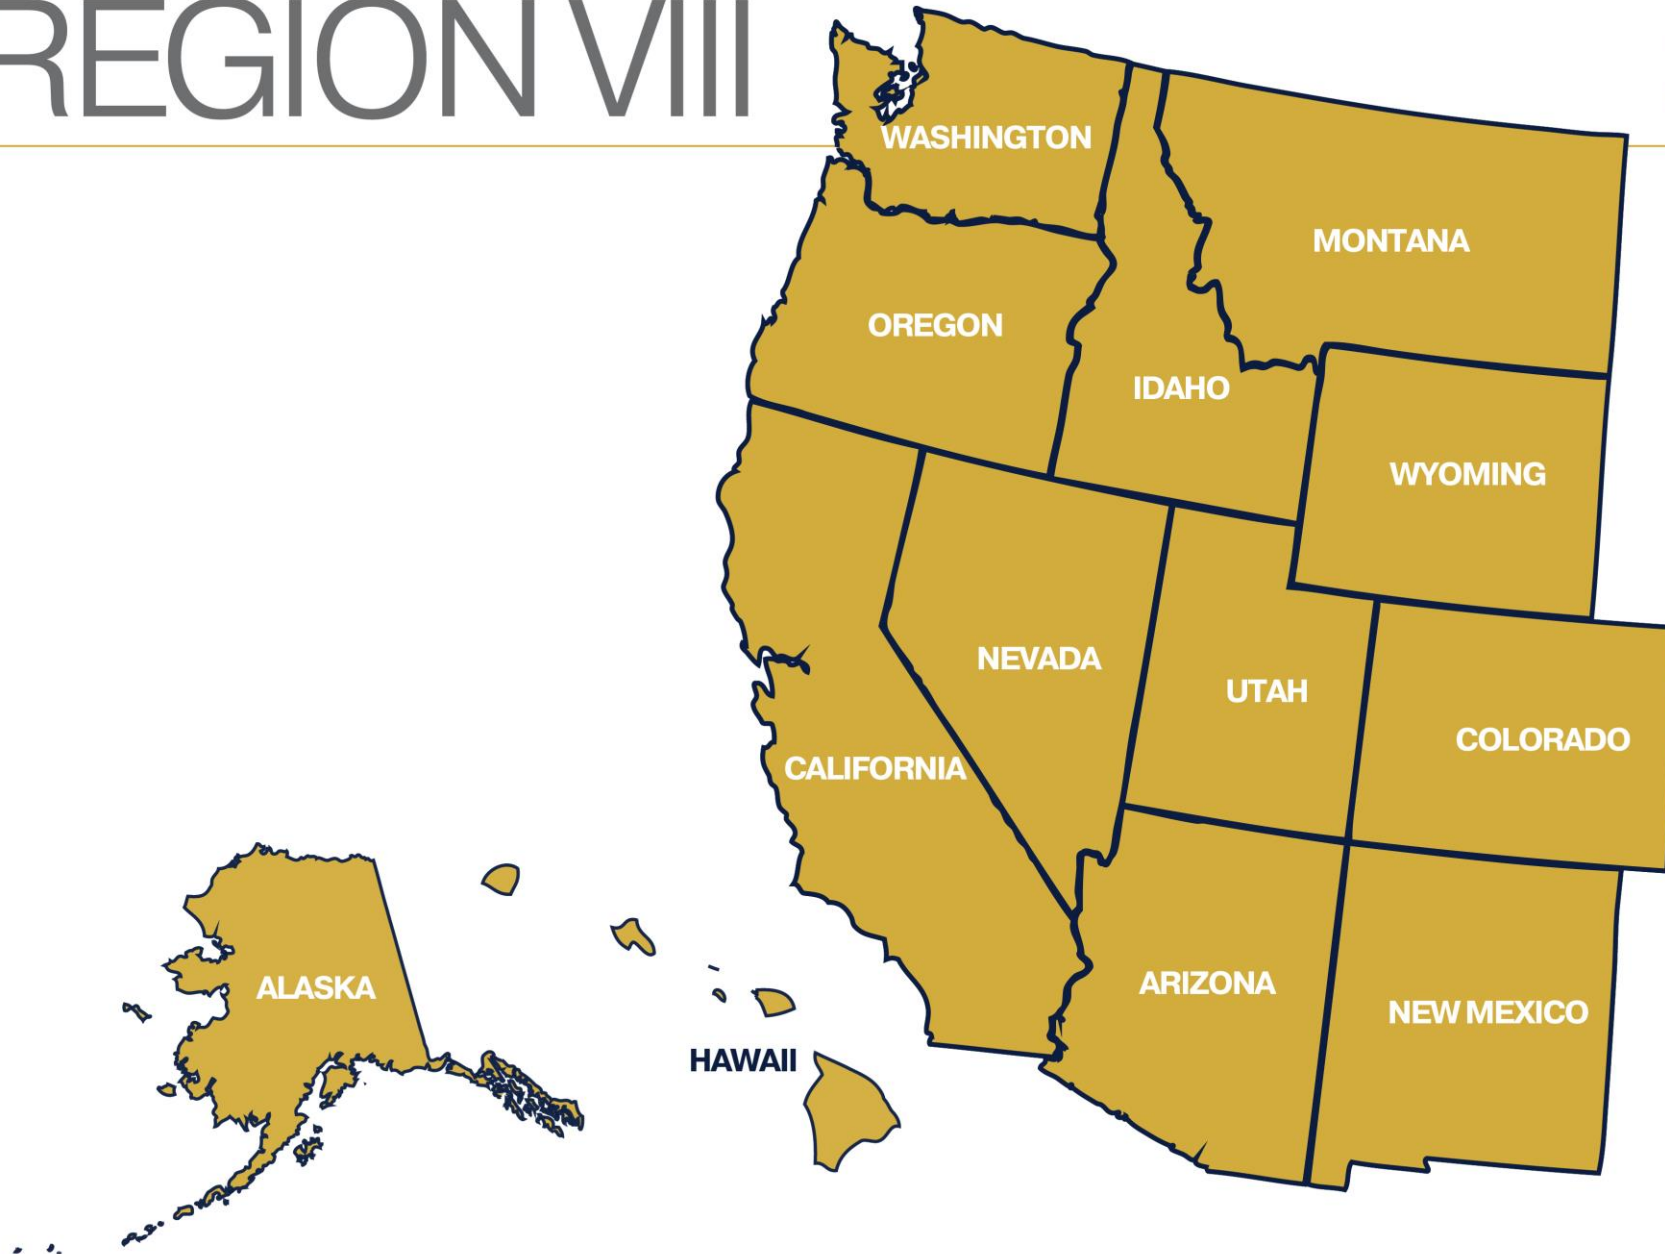 REGION VIII
WASHINGTON
MONTANA
OREGON
IDAHO
WYOMING
NEVADA
UTAH
COLORADO
CALIFORNIA
ARIZONA
ALASKA
NEW MEXICO
HAWAII